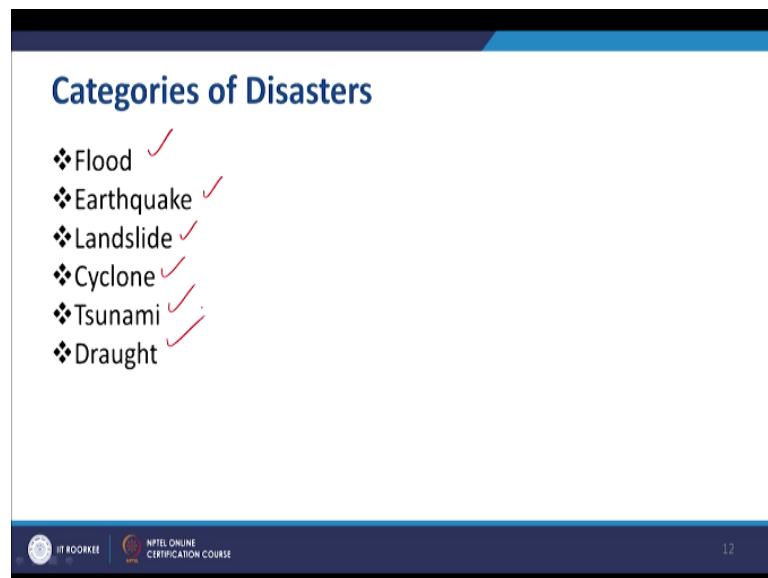 Categories of Disasters
❖Flood
❖Earthquake
❖Landslide
❖Cyclone
❖Tsunami
❖Draught
IIT ROORKEE
NPTEL ONLINE
CERTIFICATION COURSE
12